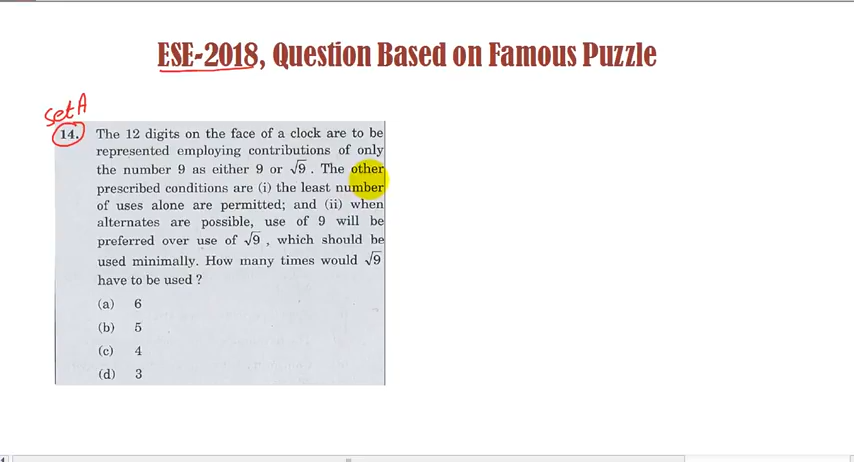 ESE-2018, Question Based on Famous Puzzle
Set A
14. The 12 digits on the face of a clock are to be
represented employing contributions of only
the number 9 as either 9 or √9 . The other
prescribed conditions are (i) the least number
of uses alone are permitted; and (ii) when
alternates are possible, use of 9 will be
preferred over use of √9 , which should be
used minimally. How many times would √9
have to be used ?
(a) 6
(b) 5
(c) 4
(d) 3